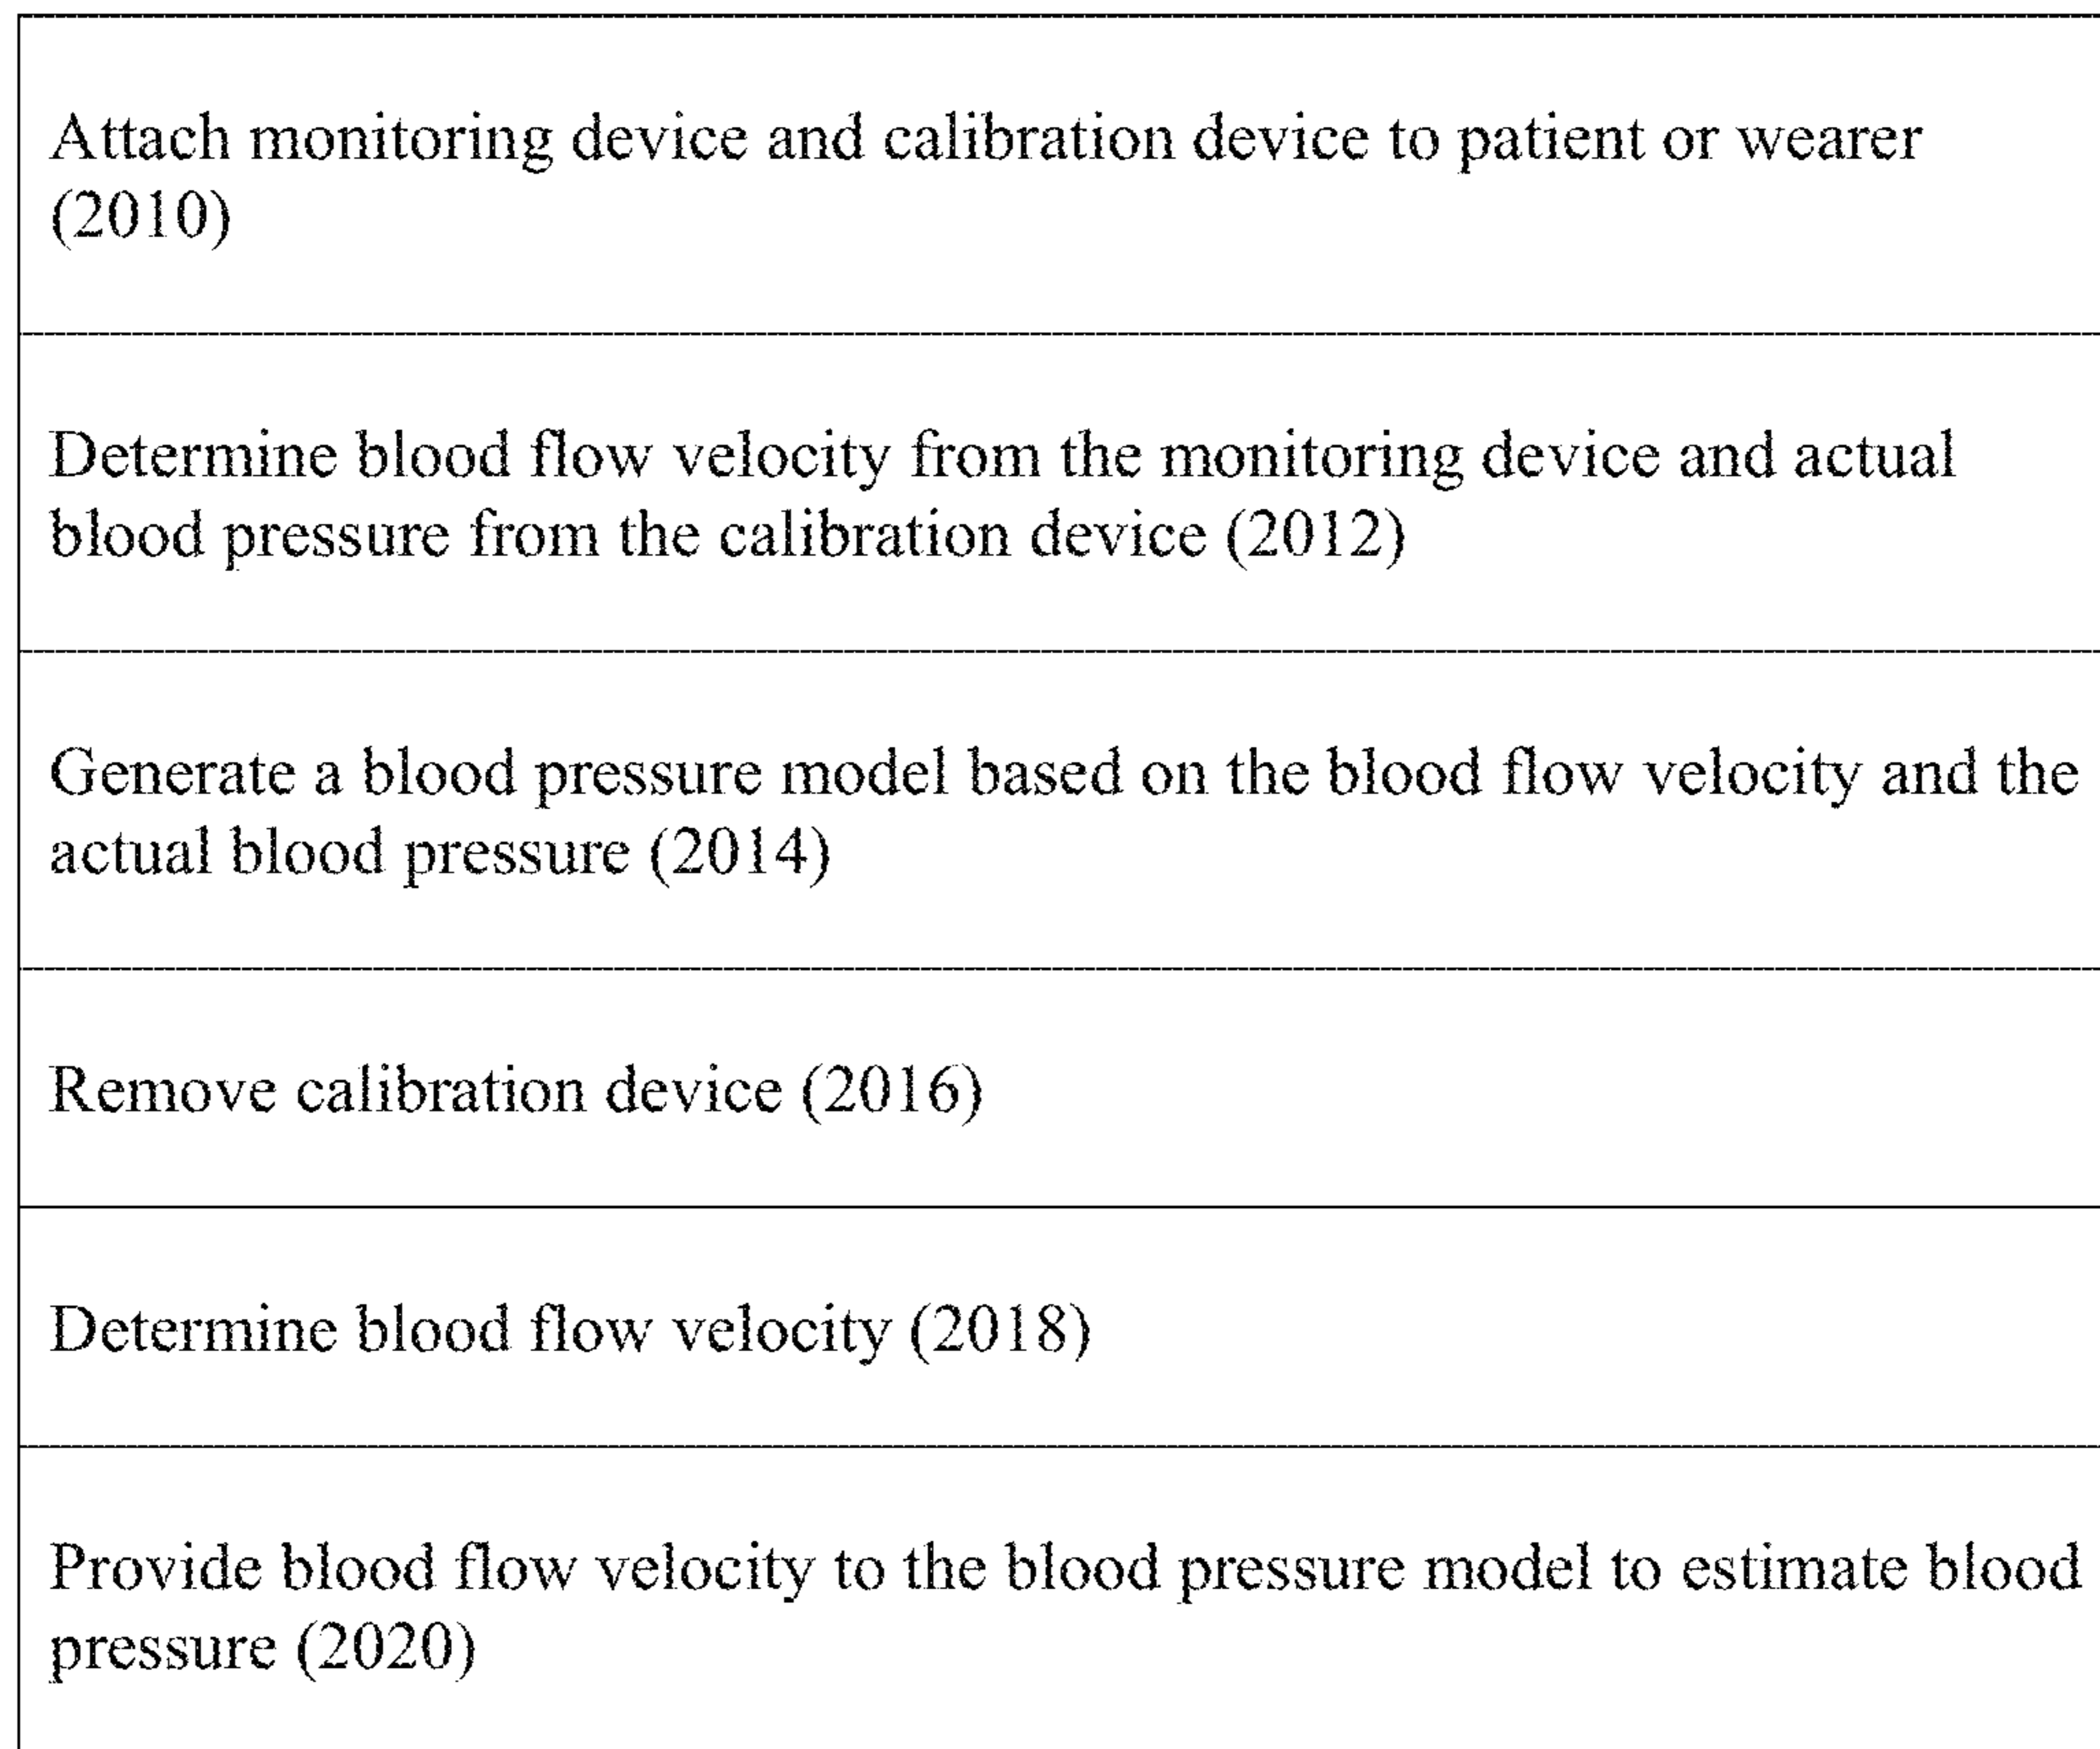 Attach monitoring device and calibration device to patient or wearer
(2010)
Determine blood flow velocity from the monitoring device and actual
blood pressure from the calibration device (2012)
Generate a blood pressure model based on the blood flow velocity and the
actual blood pressure (2014)
Remove calibration device (2016)
Determine blood flow velocity (2018)
Provide blood flow velocity to the blood pressure model to estimate blood
pressure (2020)